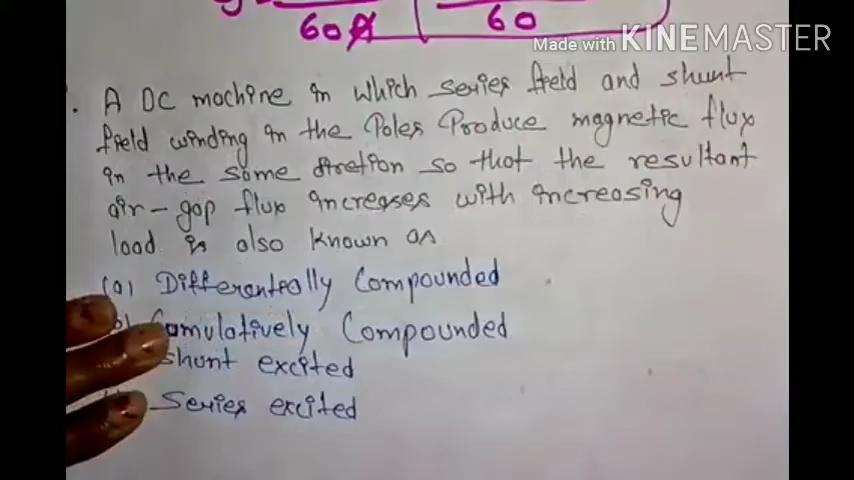 60
60
Made with KINEMASTER
A DC machine in which series field and shunt
field winding in the Poles Produce magnetic flux
in the same diretion so that the resultant
air-gap flux increases with increasing
load is also known as
(a) Differentially Compounded
Cumulatively Compounded
shunt excited
Series excited